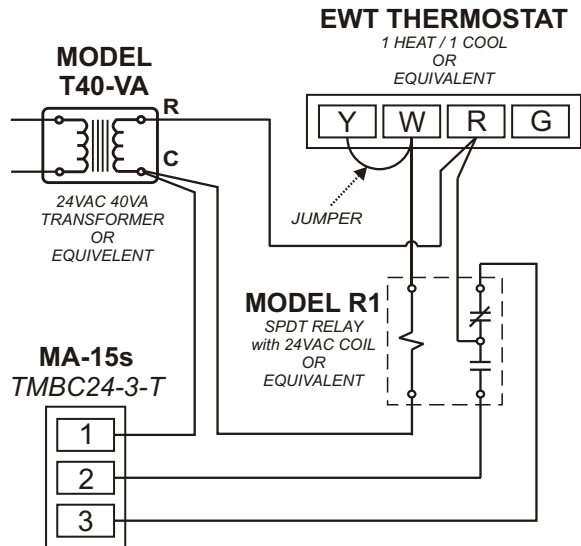 EWT THERMOSTAT
1 HEAT / 1 COOL
OR
EQUIVALENT
Y W R G
JUMPER
MODEL
T40-VA
R
C
24VAC 40VA
TRANSFORMER
OR
EQUIVELENT
MODEL R1
SPDT RELAY
with 24VAC COIL
OR
EQUIVALENT
MA-15s
TMBC24-3-T
1
2
3